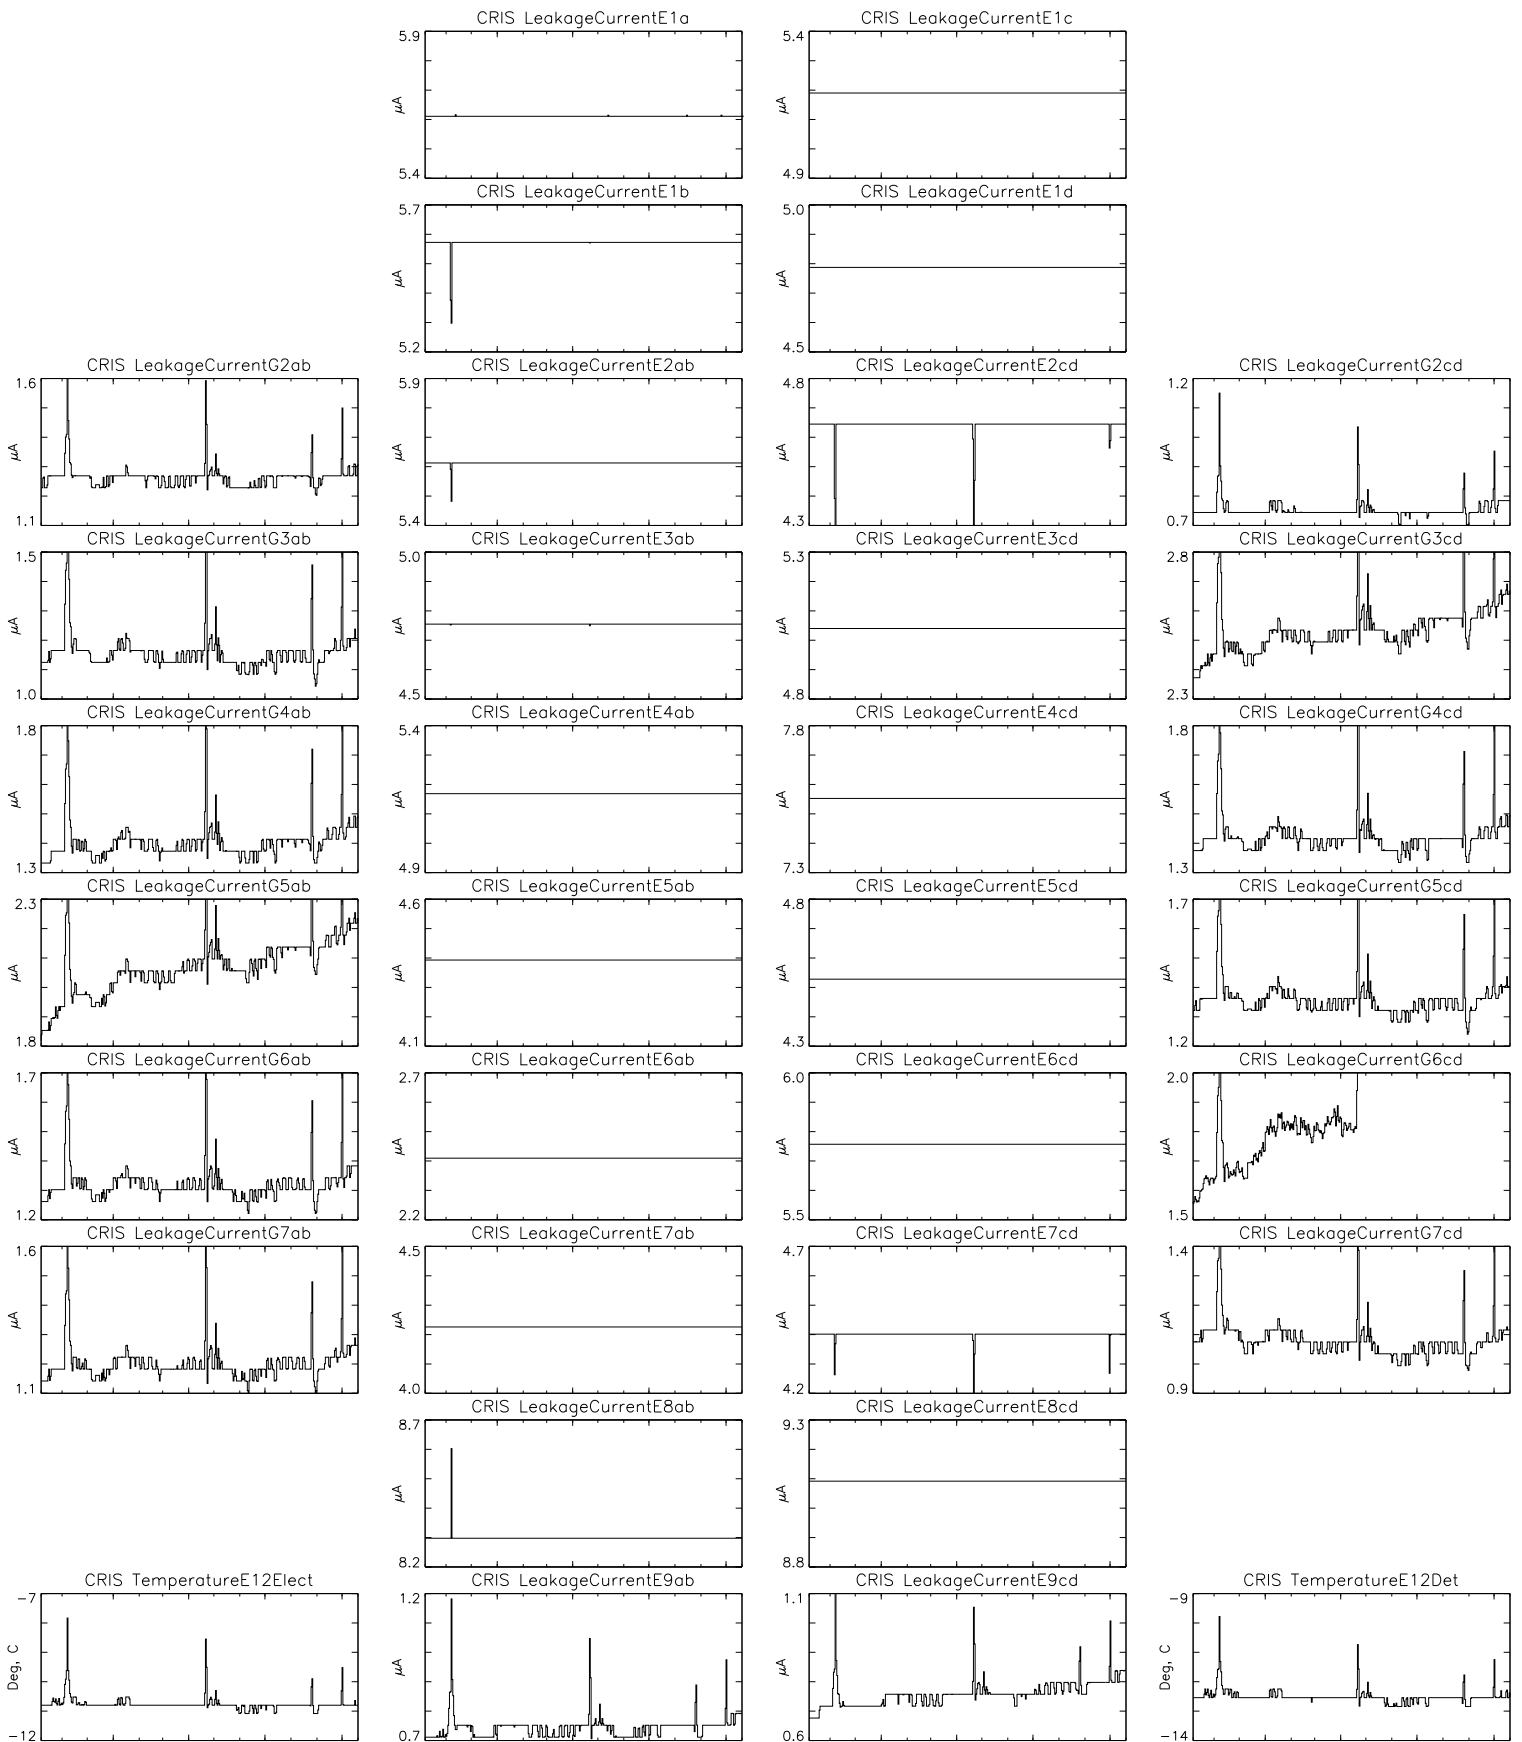 CRIS LeakageCurrentE1a
CRIS LeakageCurrentE1c
5.9
μA
5.4
5.4
μA
4.9
CRIS LeakageCurrentE1b
CRIS LeakageCurrentE1d
5.7
μA
5.2
5.0
μA
4.5
CRIS LeakageCurrentG2ab
CRIS LeakageCurrentE2ab
CRIS LeakageCurrentE2cd
CRIS LeakageCurrentG2cd
1.6
μA
1.1
5.9
μA
5.4
4.8
μA
4.3
1.2
μA
0.7
CRIS LeakageCurrentG3ab
CRIS LeakageCurrentE3ab
CRIS LeakageCurrentE3cd
CRIS LeakageCurrentG3cd
1.5
μA
1.0
5.0
μA
4.5
5.3
μA
4.8
2.8
μA
2.3
CRIS LeakageCurrentG4ab
CRIS LeakageCurrentE4ab
CRIS LeakageCurrentE4cd
CRIS LeakageCurrentG4cd
1.8
μA
1.3
5.4
μA
4.9
7.8
μA
7.3
1.8
μA
1.3
CRIS LeakageCurrentG5ab
CRIS LeakageCurrentE5ab
CRIS LeakageCurrentE5cd
CRIS LeakageCurrentG5cd
2.3
μA
1.8
4.6
μA
4.1
4.8
μA
4.3
1.7
μA
1.2
CRIS LeakageCurrentG6ab
CRIS LeakageCurrentE6ab
CRIS LeakageCurrentE6cd
CRIS LeakageCurrentG6cd
1.7
μA
1.2
2.7
μA
2.2
6.0
μA
5.5
2.0
μA
1.5
CRIS LeakageCurrentG7ab
CRIS LeakageCurrentE7ab
CRIS LeakageCurrentE7cd
CRIS LeakageCurrentG7cd
1.6
μA
1.1
4.5
μA
4.0
4.7
μA
4.2
1.4
μA
0.9
CRIS LeakageCurrentE8ab
CRIS LeakageCurrentE8cd
8.7
μA
8.2
9.3
μA
8.8
CRIS TemperatureE12Elect
CRIS LeakageCurrentE9ab
CRIS LeakageCurrentE9cd
CRIS TemperatureE12Det
-7
Deg, C
-12
1.2
μA
0.7
1.1
μA
0.6
-9
Deg, C
-14